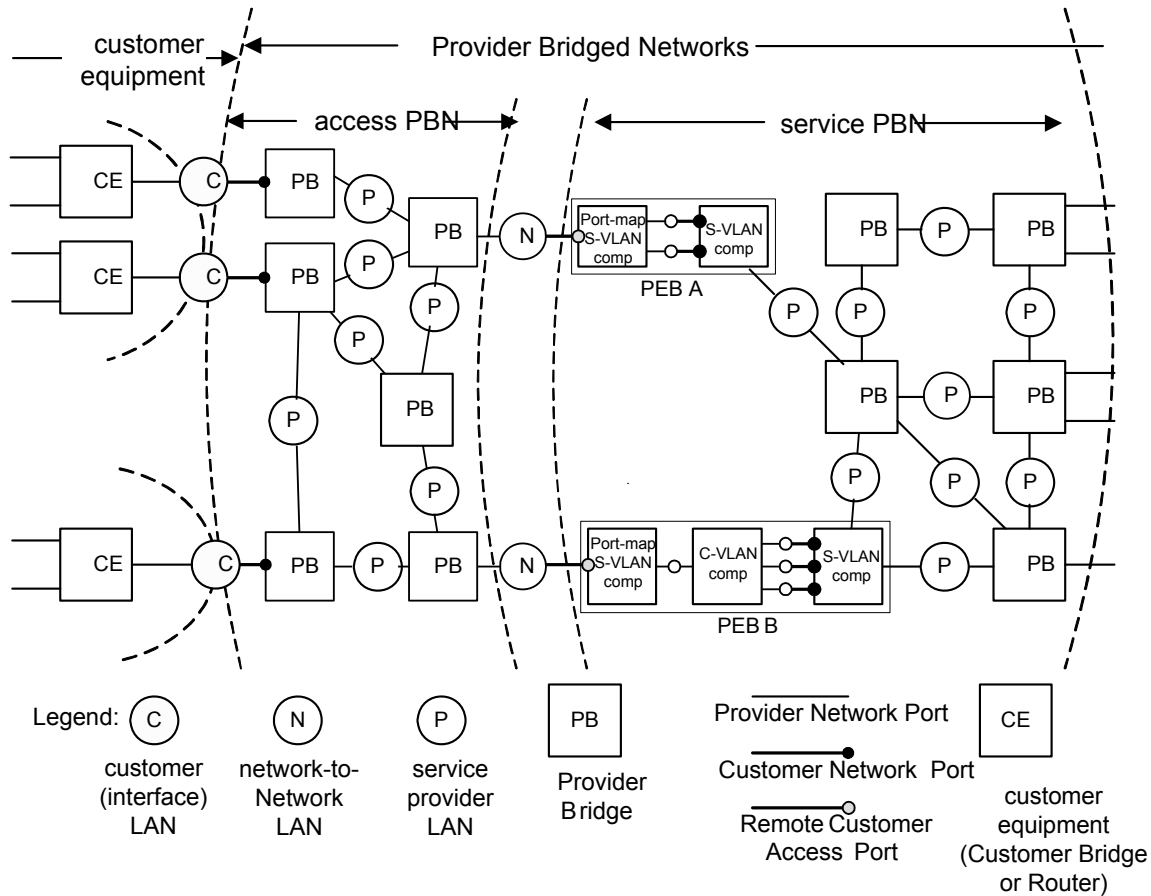 customer
equipment
Provider Bridged Networks
access PBN
service PBN
CE
C
PB
P
PB
N
Port-map
S-VLAN
comp
S-VLAN
comp
PEB A
PB
P
PB
CE
C
PB
P
P
P
P
P
P
PB
P
PB
P
PB
P
P
P
P
CE
C
PB
P
PB
N
Port-map
S-VLAN
comp
C-VLAN
comp
S-VLAN
comp
PEB B
P
PB
Legend:
C
customer
(interface)
LAN
N
network-to-
Network
LAN
P
service
provider
LAN
PB
Provider
Bridge
Provider Network Port
Customer Network Port
Remote Customer
Access Port
CE
customer
equipment
(Customer Bridge
or Router)